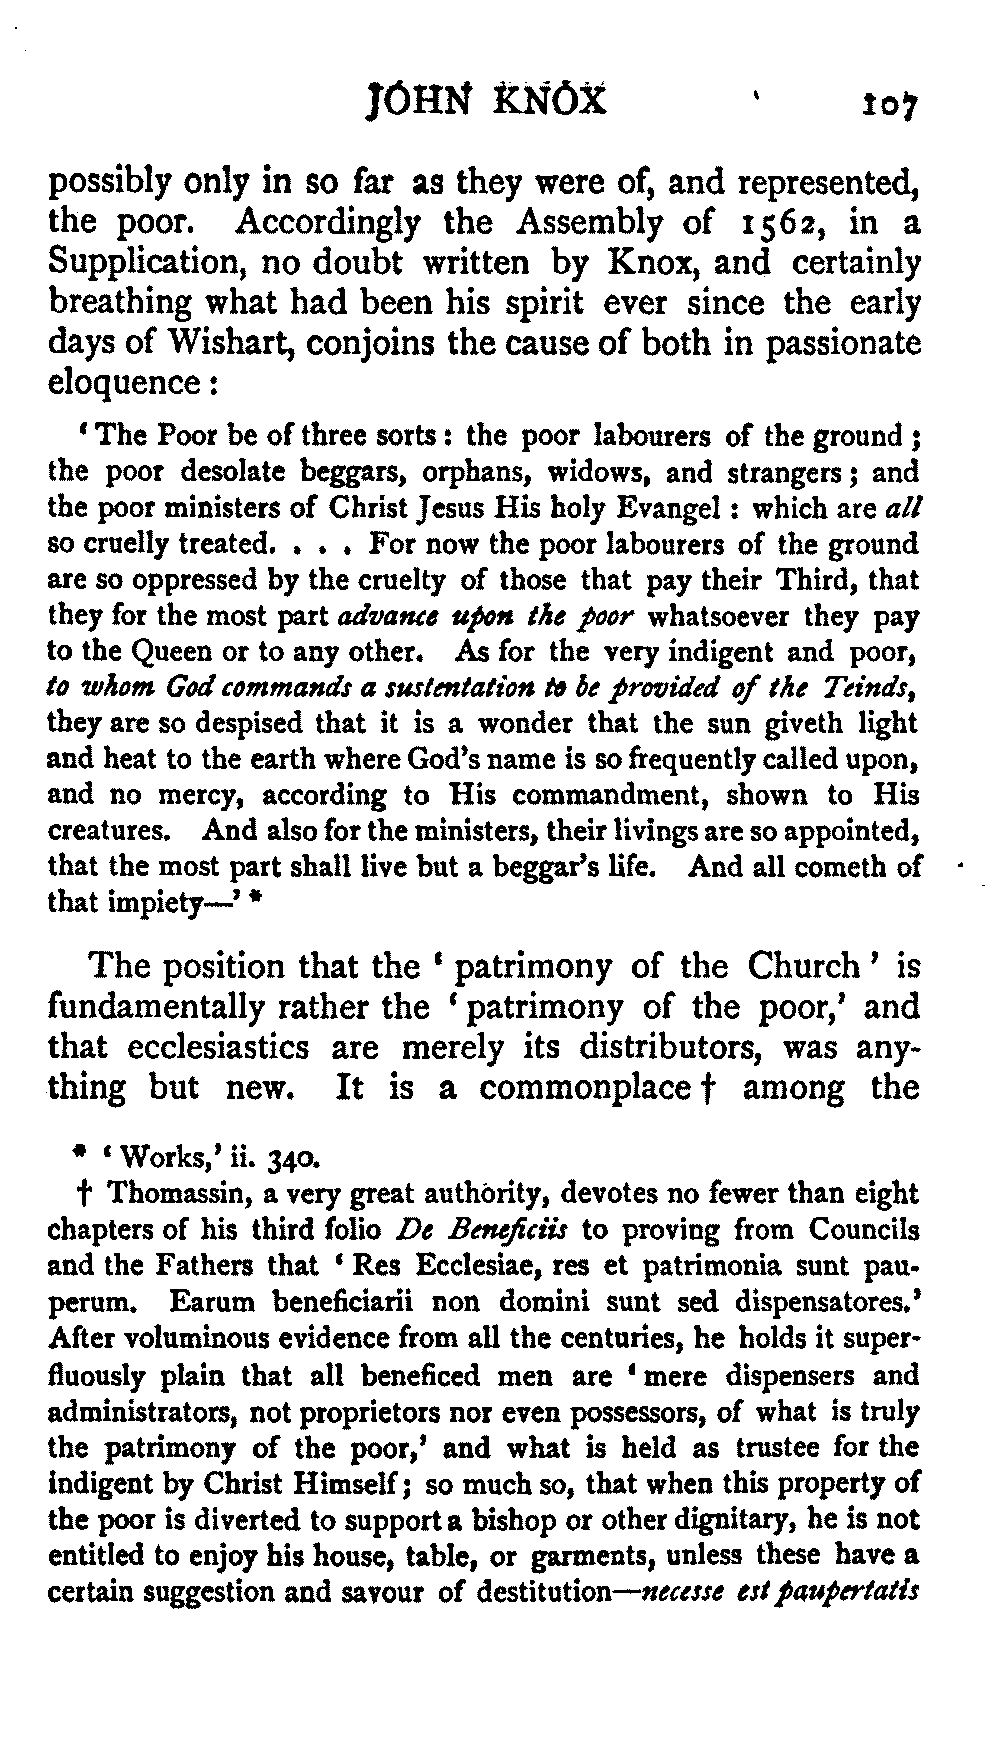 JOHN KNOX 107
possibly only in so far as they were of, and represented,
the poor. Accordingly the Assembly of 1562, in a
Supplication, no doubt written by Knox, and certainly
breathing what had been his spirit ever since the early
days of Wishart, conjoins the cause of both in passionate
eloquence :
‘ The Poor be of three sorts : the poor labourers of the ground ;
the poor desolate beggars, orphans, widows, and strangers ; and
the poor ministers of Christ Jesus His holy Evangel : which are all
so cruelly treated. . . . For now the poor labourers of the ground
are so oppressed by the cruelty of those that pay their Third, that
they for the most part advance upon the poor whatsoever they pay
to the Queen or to any other. As for the very indigent and poor,
to whom God commands a sustentation to be provided of the Teinds,
they are so despised that it is a wonder that the sun giveth light
and heat to the earth where God’s name is so frequently called upon,
and no mercy, according to His commandment, shown to His
creatures. And also for the ministers, their livings are so appointed,
that the most part shall live but a beggar’s life. And all cometh of
that impiety—’ *
The position that the ‘ patrimony of the Church ’ is
fundamentally rather the ‘ patrimony of the poor,’ and
that ecclesiastics are merely its distributors, was any-
thing but new. It is a commonplace † among the
* ‘ Works,’ ii. 340.
† Thomassin, a very great authority, devotes no fewer than eight
chapters of his third folio De Beneficiis to proving from Councils
and the Fathers that ‘ Res Ecclesiae, res et patrimonia sunt pau-
perum. Earum beneficiarii non domini sunt sed dispensatores.’
After voluminous evidence from all the centuries, he holds it super-
fluously plain that all beneficed men are ‘ mere dispensers and
administrators, not proprietors nor even possessors, of what is truly
the patrimony of the poor,’ and what is held as trustee for the
indigent by Christ Himself ; so much so, that when this property of
the poor is diverted to support a bishop or other dignitary, he is not
entitled to enjoy his house, table, or garments, unless these have a
certain suggestion and savour of destitution—necesse est paupertatis